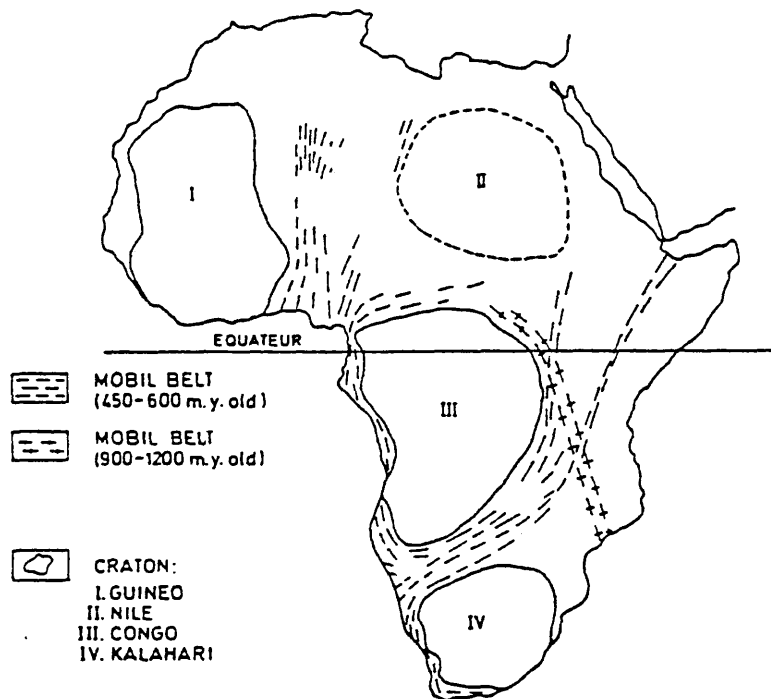 I
II
EQUATEUR
III
IV
MOBIL BELT
(450-600 m.y. old)
MOBIL BELT
(900-1200 m.y. old)
CRATON:
I. GUINEO
II. NILE
III. CONGO
IV. KALAHARI